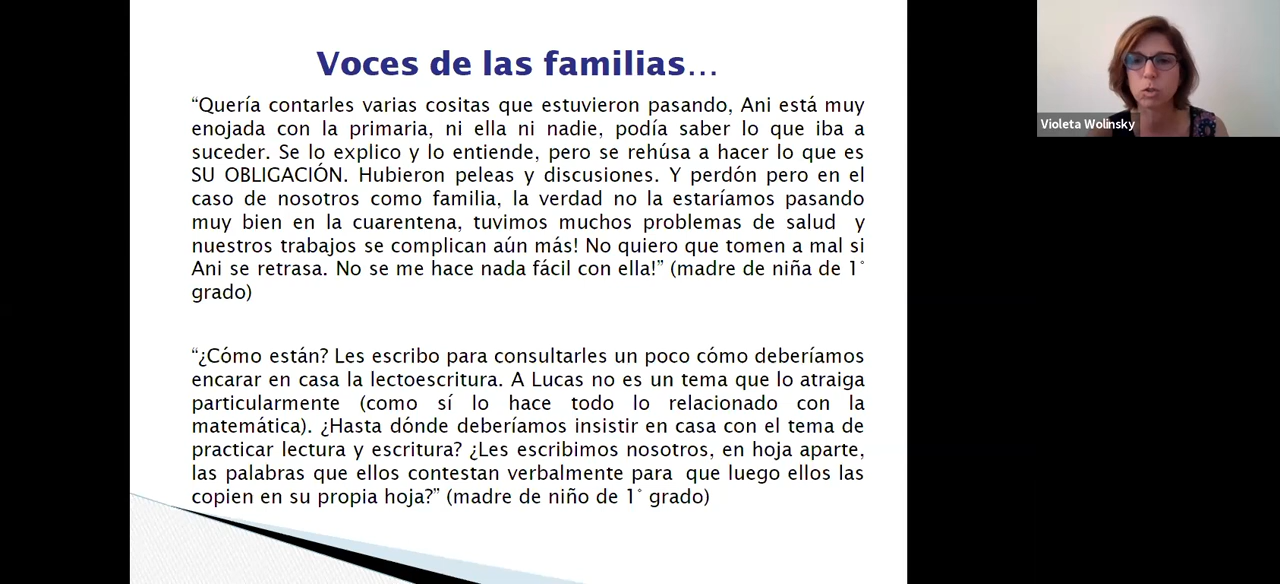 Voces de las familias...
“Quería contarles varias cositas que estuvieron pasando, Ani está muy
enojada con la primaria, ni ella ni nadie, podía saber lo que iba a
suceder. Se lo explico y lo entiende, pero se rehúsa a hacer lo que es
SU OBLIGACIÓN. Hubieron peleas y discusiones. Y perdón pero en el
caso de nosotros como familia, la verdad no la estaríamos pasando
muy bien en la cuarentena, tuvimos muchos problemas de salud y
nuestros trabajos se complican aún más! No quiero que tomen a mal si
Ani se retrasa. No se me hace nada fácil con ella!” (madre de niña de 1°
grado)
“¿Cómo están? Les escribo para consultarles un poco cómo deberíamos
encarar en casa la lectoescritura. A Lucas no es un tema que lo atraiga
particularmente (como sí lo hace todo lo relacionado con la
matemática). ¿Hasta dónde deberíamos insistir en casa con el tema de
practicar lectura y escritura? ¿Les escribimos nosotros, en hoja aparte,
las palabras que ellos contestan verbalmente para que luego ellos las
copien en su propia hoja?” (madre de niño de 1° grado)
Violeta Wolinsky